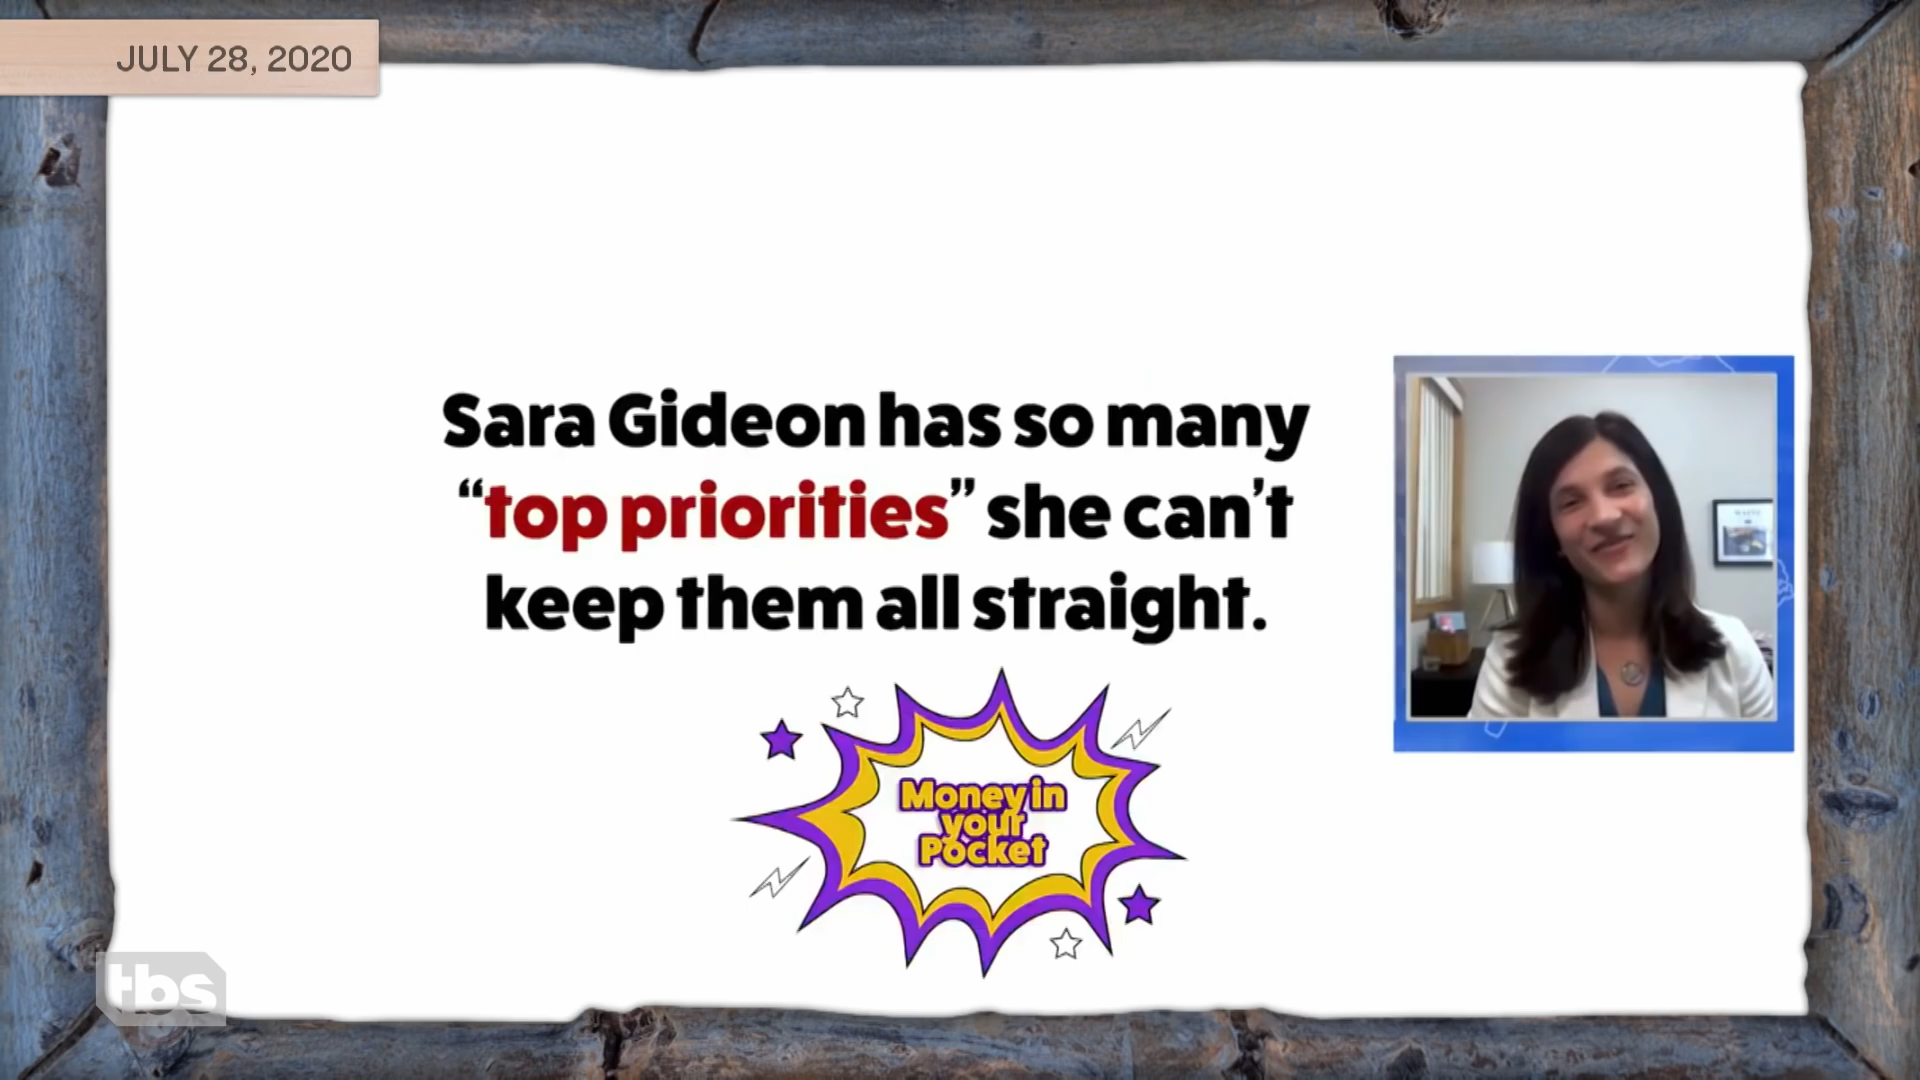 JULY 28, 2020
Sara Gideon has so many
“top priorities” she can’t
keep them all straight.
Money in
your
Pocket
MAINE
tbs